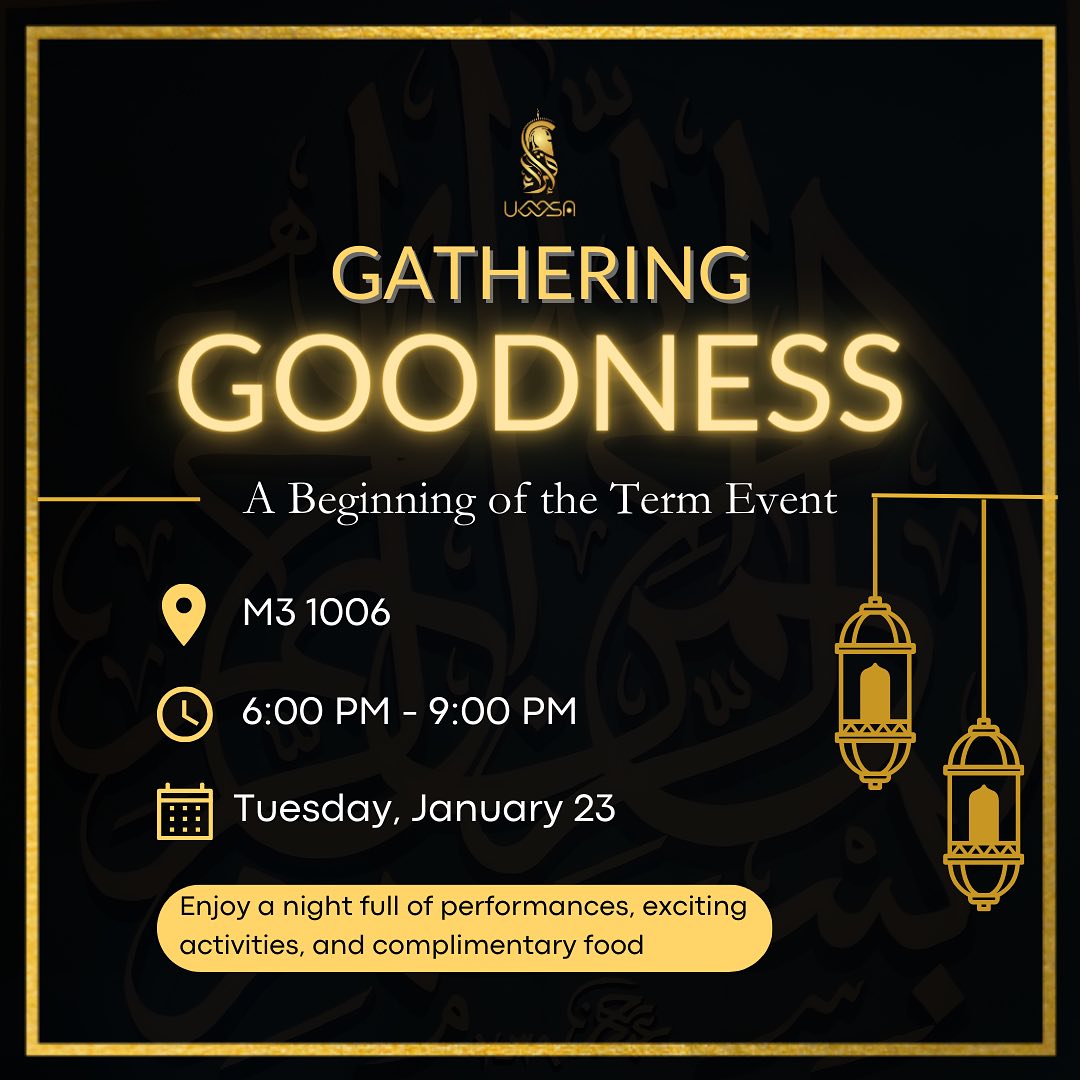 GATHERING
GOODNESS
A Beginning of the Term Event
M3 1006
6:00 PM - 9:00 PM
Tuesday, January 23
Enjoy a night full of performances, exciting
activities, and complimentary food